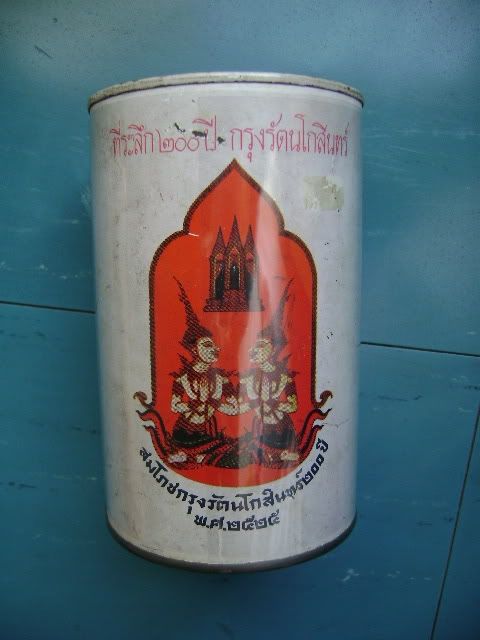 ที่ระลึก ๒๐๐ ปี กรุงรัตนโกสินทร์
สมโภชกรุงรัตนโกสินทร์ ๒๐๐ ปี
พ.ศ. ๒๕๒๕